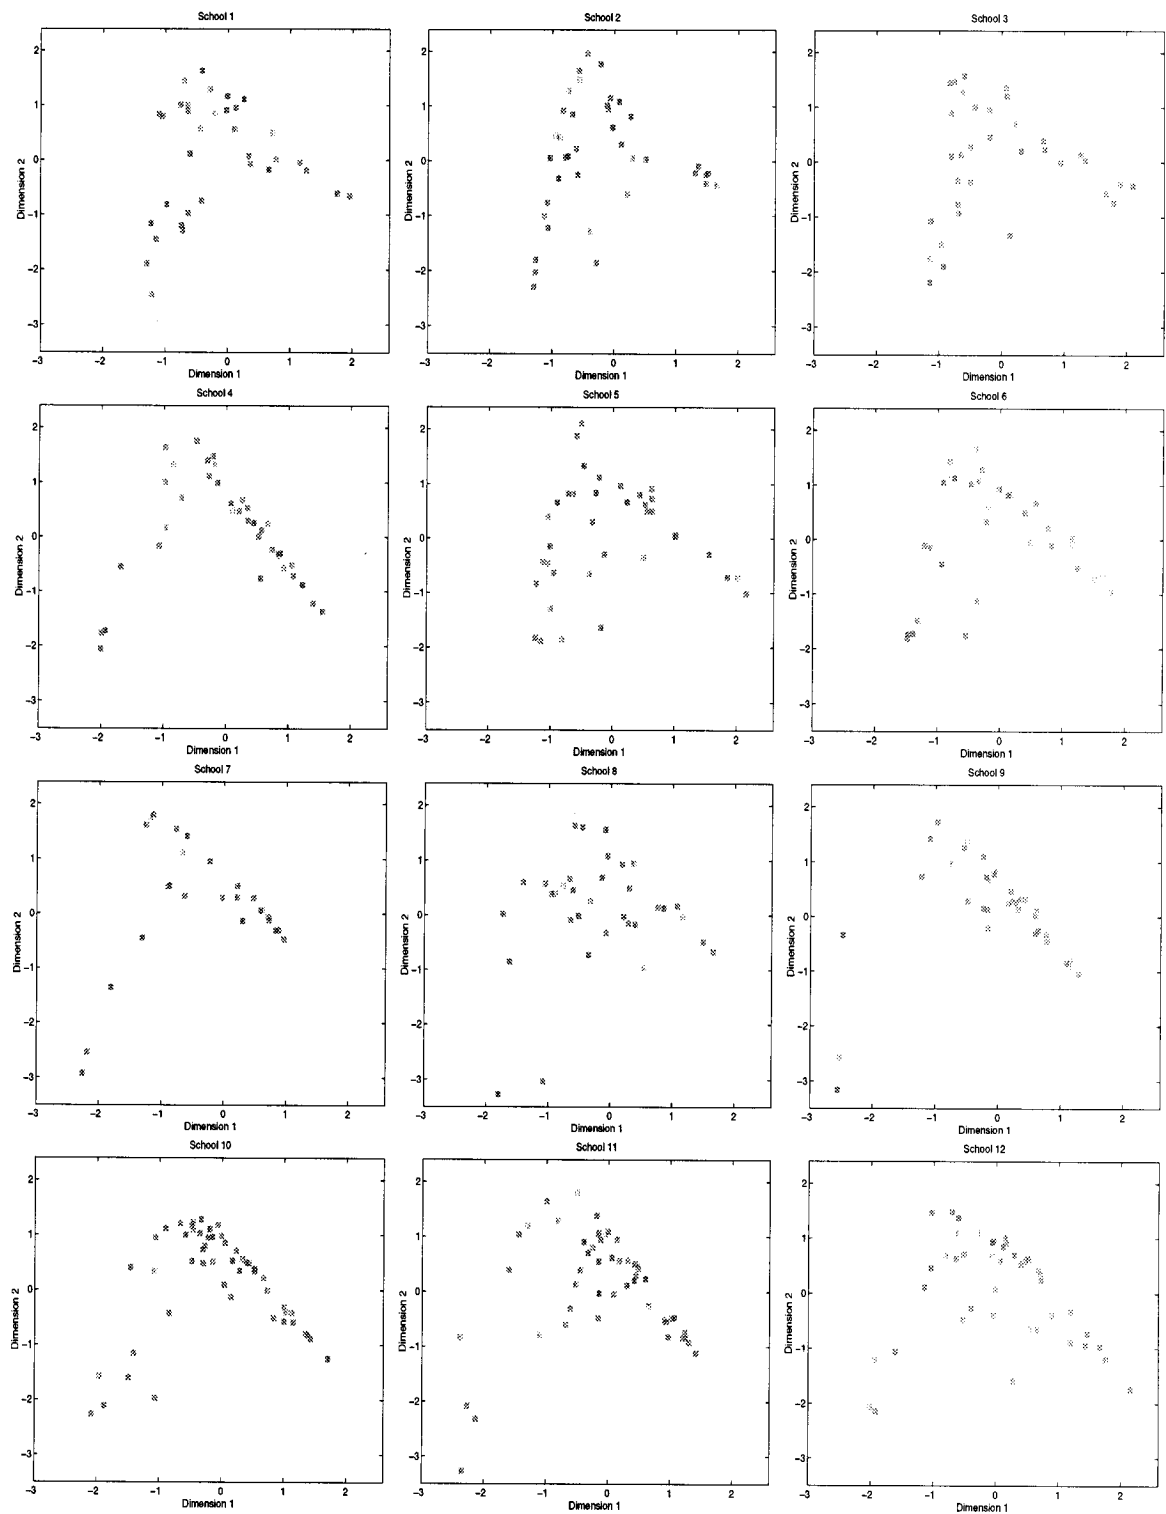 School 1
School 2
School 3
2
1
0
−1
−2
−3
Dimension 2
−3 −2 −1 0 1 2
Dimension 1
2
1
0
−1
−2
−3
Dimension 2
−3 −2 −1 0 1 2
Dimension 1
2
1
0
−1
−2
−3
Dimension 2
−3 −2 −1 0 1 2
Dimension 1
School 4
School 5
School 6
2
1
0
−1
−2
−3
Dimension 2
−3 −2 −1 0 1 2
Dimension 1
2
1
0
−1
−2
−3
Dimension 2
−3 −2 −1 0 1 2
Dimension 1
2
1
0
−1
−2
−3
Dimension 2
−3 −2 −1 0 1 2
Dimension 1
School 7
School 8
School 9
2
1
0
−1
−2
−3
Dimension 2
−3 −2 −1 0 1 2
Dimension 1
2
1
0
−1
−2
−3
Dimension 2
−3 −2 −1 0 1 2
Dimension 1
2
1
0
−1
−2
−3
Dimension 2
−3 −2 −1 0 1 2
Dimension 1
School 10
School 11
School 12
2
1
0
−1
−2
−3
Dimension 2
−3 −2 −1 0 1 2
Dimension 1
2
1
0
−1
−2
−3
Dimension 2
−3 −2 −1 0 1 2
Dimension 1
2
1
0
−1
−2
−3
Dimension 2
−3 −2 −1 0 1 2
Dimension 1